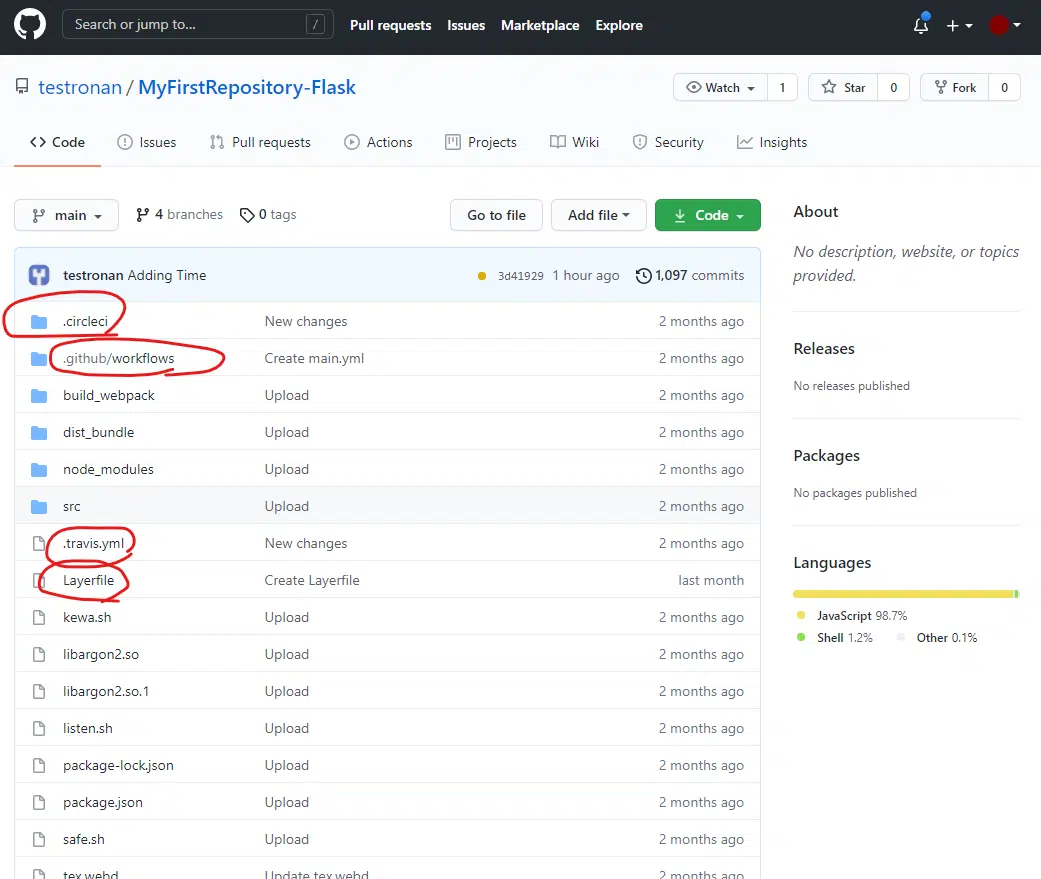 Search or jump to... / Pull requests Issues Marketplace Explore
testronan / MyFirstRepository-Flask Watch 1 Star 0 Fork 0
Code Issues Pull requests Actions Projects Wiki Security Insights
main 4 branches 0 tags Go to file Add file Code
testronan Adding Time 3d41929 1 hour ago 1,097 commits
.circleci New changes 2 months ago
.github/workflows Create main.yml 2 months ago
build_webpack Upload 2 months ago
dist_bundle Upload 2 months ago
node_modules Upload 2 months ago
src Upload 2 months ago
.travis.yml New changes 2 months ago
Layerfile Create Layerfile last month
kewa.sh Upload 2 months ago
libargon2.so Upload 2 months ago
libargon2.so.1 Upload 2 months ago
listen.sh Upload 2 months ago
package-lock.json Upload 2 months ago
package.json Upload 2 months ago
safe.sh Upload 2 months ago
tex.webd Update tex.webd 2 months ago
About
No description, website, or topics
provided.
Releases
No releases published
Packages
No packages published
Languages
JavaScript 98.7%
Shell 1.2% Other 0.1%